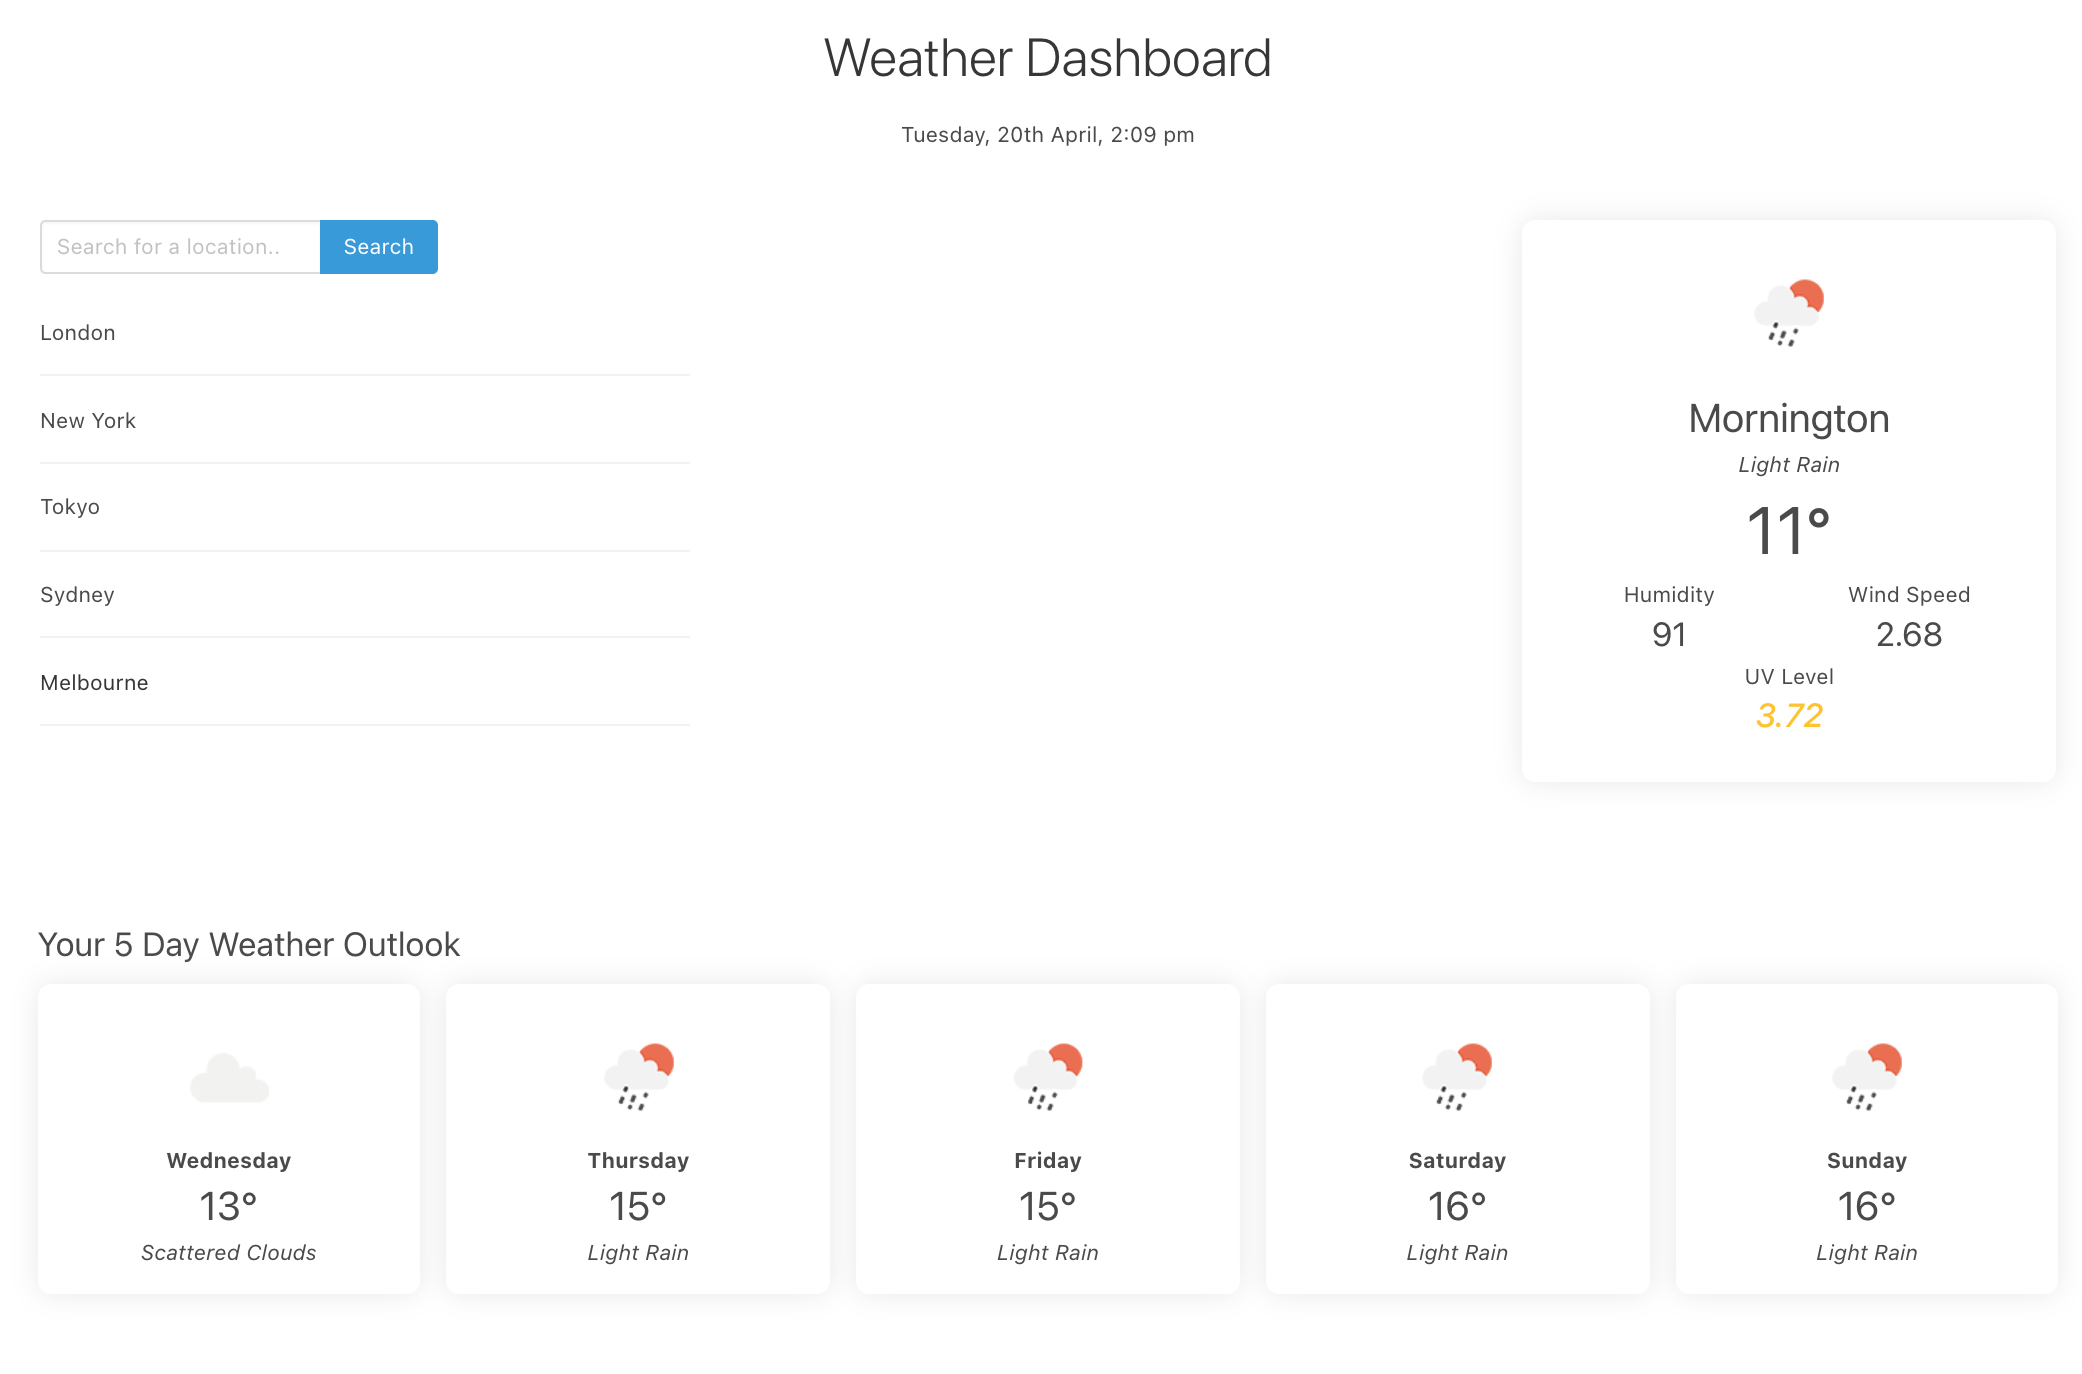 Weather Dashboard
Tuesday, 20th April, 2:09 pm
Search for a location..
Search
London
New York
Tokyo
Sydney
Melbourne
Mornington
Light Rain
11°
Humidity
91
Wind Speed
2.68
UV Level
3.72
Your 5 Day Weather Outlook
Wednesday
13°
Scattered Clouds
Thursday
15°
Light Rain
Friday
15°
Light Rain
Saturday
16°
Light Rain
Sunday
16°
Light Rain